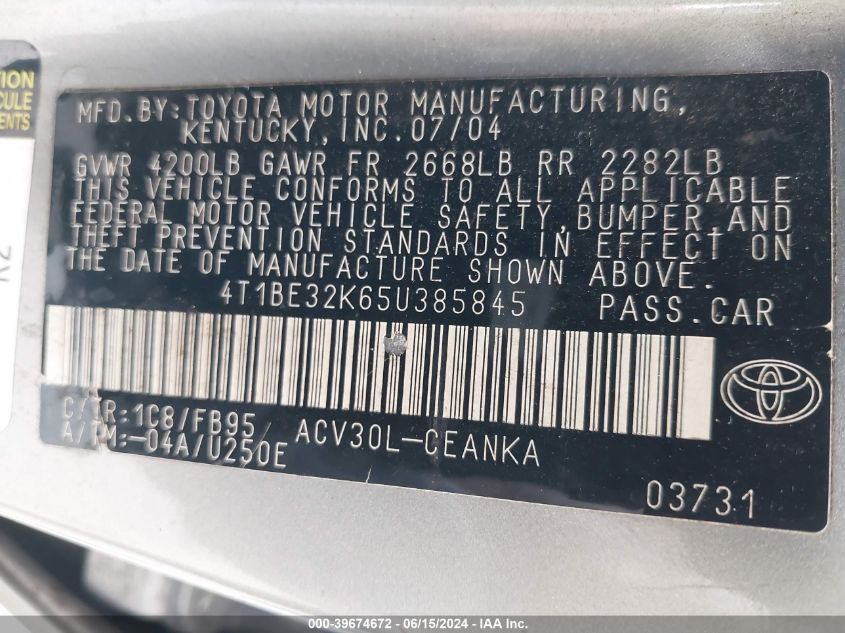 TION
CULE
ENTS
MFD.BY:TOYOTA MOTOR MANUFACTURING,
KENTUCKY,INC.07/04
GVWR 4200LB GAWR FR 2668LB RR 2282LB
THIS VEHICLE CONFORMS TO ALL APPLICABLE
FEDERAL MOTOR VEHICLE SAFETY,BUMPER,AND
THEFT PREVENTION STANDARDS IN EFFECT ON
THE DATE OF MANUFACTURE SHOWN ABOVE.
4T1BE32K65U385845 PASS.CAR
C/TR:1C8/FB95/ ACV30L-CEANKA
A/TM:-04A/U250E
03731
000-39674672 - 06/15/2024 - IAA Inc.